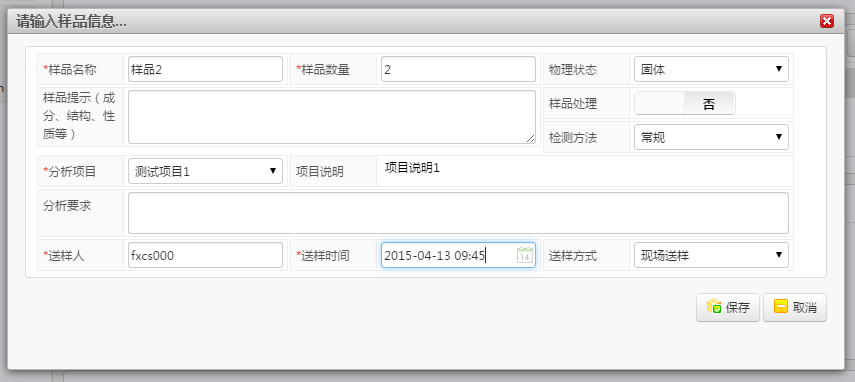 请输入样品信息...
*样品名称 样品2 *样品数量 2 物理状态 固体
样品提示（成
分、结构、性
质等）
样品处理 否
检测方法 常规
*分析项目 测试项目1 项目说明 项目说明1
分析要求
*送样人 fxcs000 *送样时间 2015-04-13 09:45 14 送样方式 现场送样
保存 取消